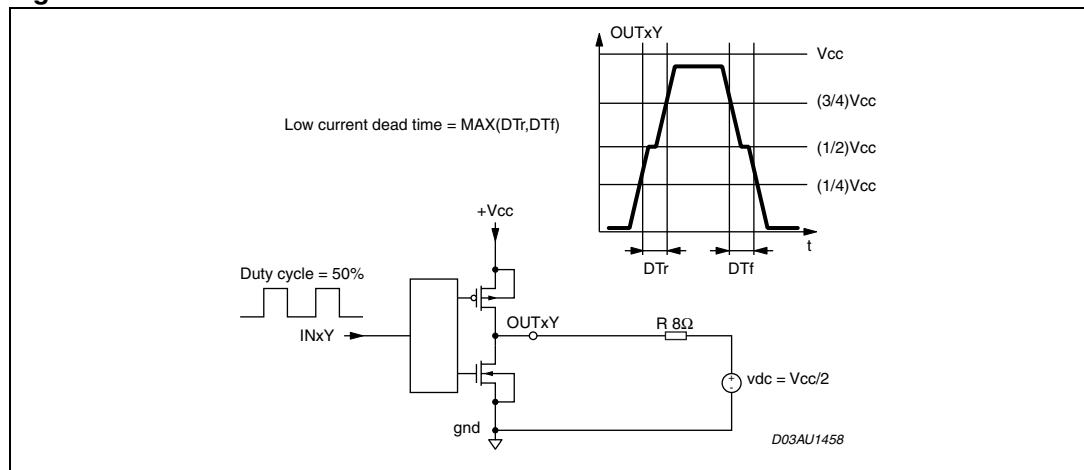 OUTxY
Vcc
(3/4)Vcc
Low current dead time = MAX(DTr,DTf)
(1/2)Vcc
(1/4)Vcc
t
DTr
DTf
+Vcc
Duty cycle = 50%
INxY
OUTxY
R 8Ω
+
-
vdc = Vcc/2
gnd
D03AU1458